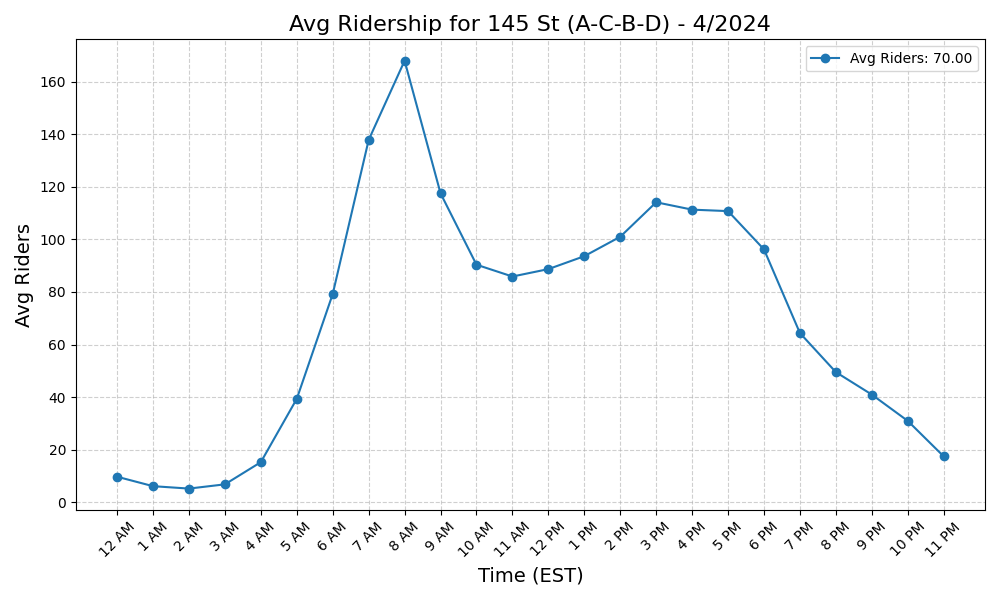 Avg Ridership for 145 St (A-C-B-D) - 4/2024
Avg Riders: 70.00
Avg Riders
160
140
120
100
80
60
40
20
0
12 AM
1 AM
2 AM
3 AM
4 AM
5 AM
6 AM
7 AM
8 AM
9 AM
10 AM
11 AM
12 PM
1 PM
2 PM
3 PM
4 PM
5 PM
6 PM
7 PM
8 PM
9 PM
10 PM
11 PM
Time (EST)